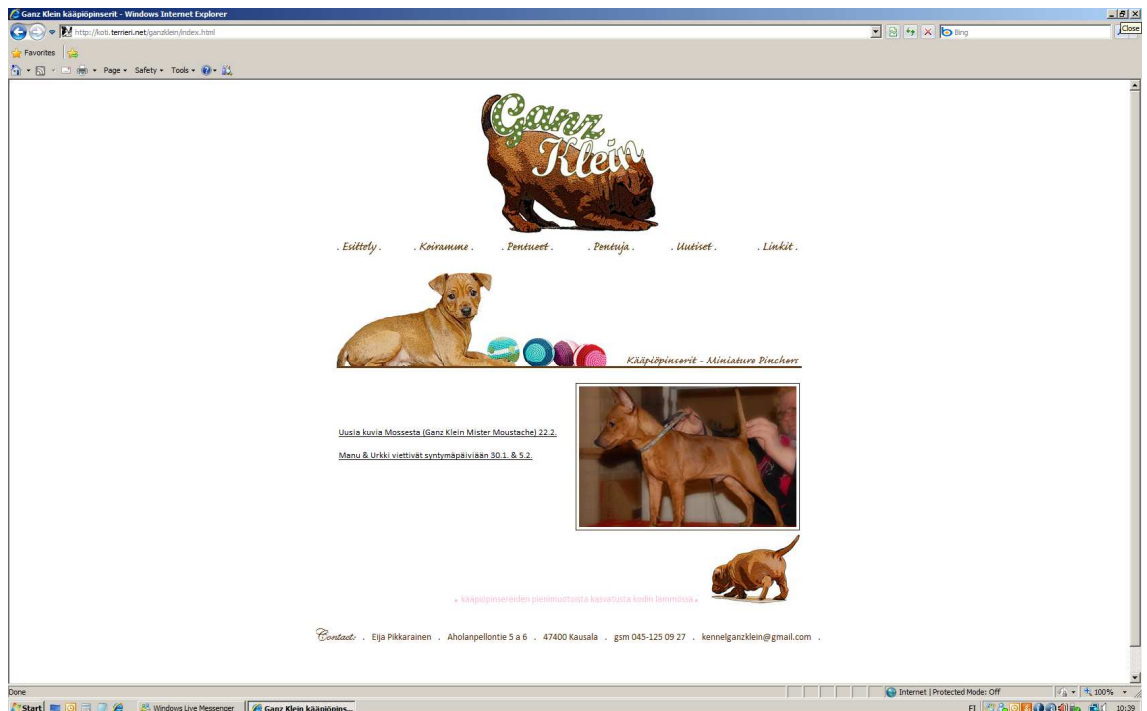 Ganz Klein kääpiöpinserit - Windows Internet Explorer
Close
http://koti.terrieri.net/ganzklein/index.html
Bing
Favorites
Page Safety Tools
Ganz
Klein
. Esittely . . Koiramme . . Pentueet . . Pentuja . . Uutiset . . Linkit .
Kääpiöpinserit - Miniature Pinchers
Uusia kuvia Mossesta (Ganz Klein Mister Moustache) 22.2.
Manu & Urkki viettivät syntymäpäiviään 30.1. & 5.2.
. kääpiöpinsereiden pienimuotoista kasvatusta kodin lämmössä .
Contact: . Eija Pikkarainen . Aholanpellontie 5 a 6 . 47400 Kausala . gsm 045-125 09 27 . kennelganzklein@gmail.com .
Done
Internet | Protected Mode: Off
100%
Start
Windows Live Messenger
Ganz Klein kääpiöpins...
FI
10:39